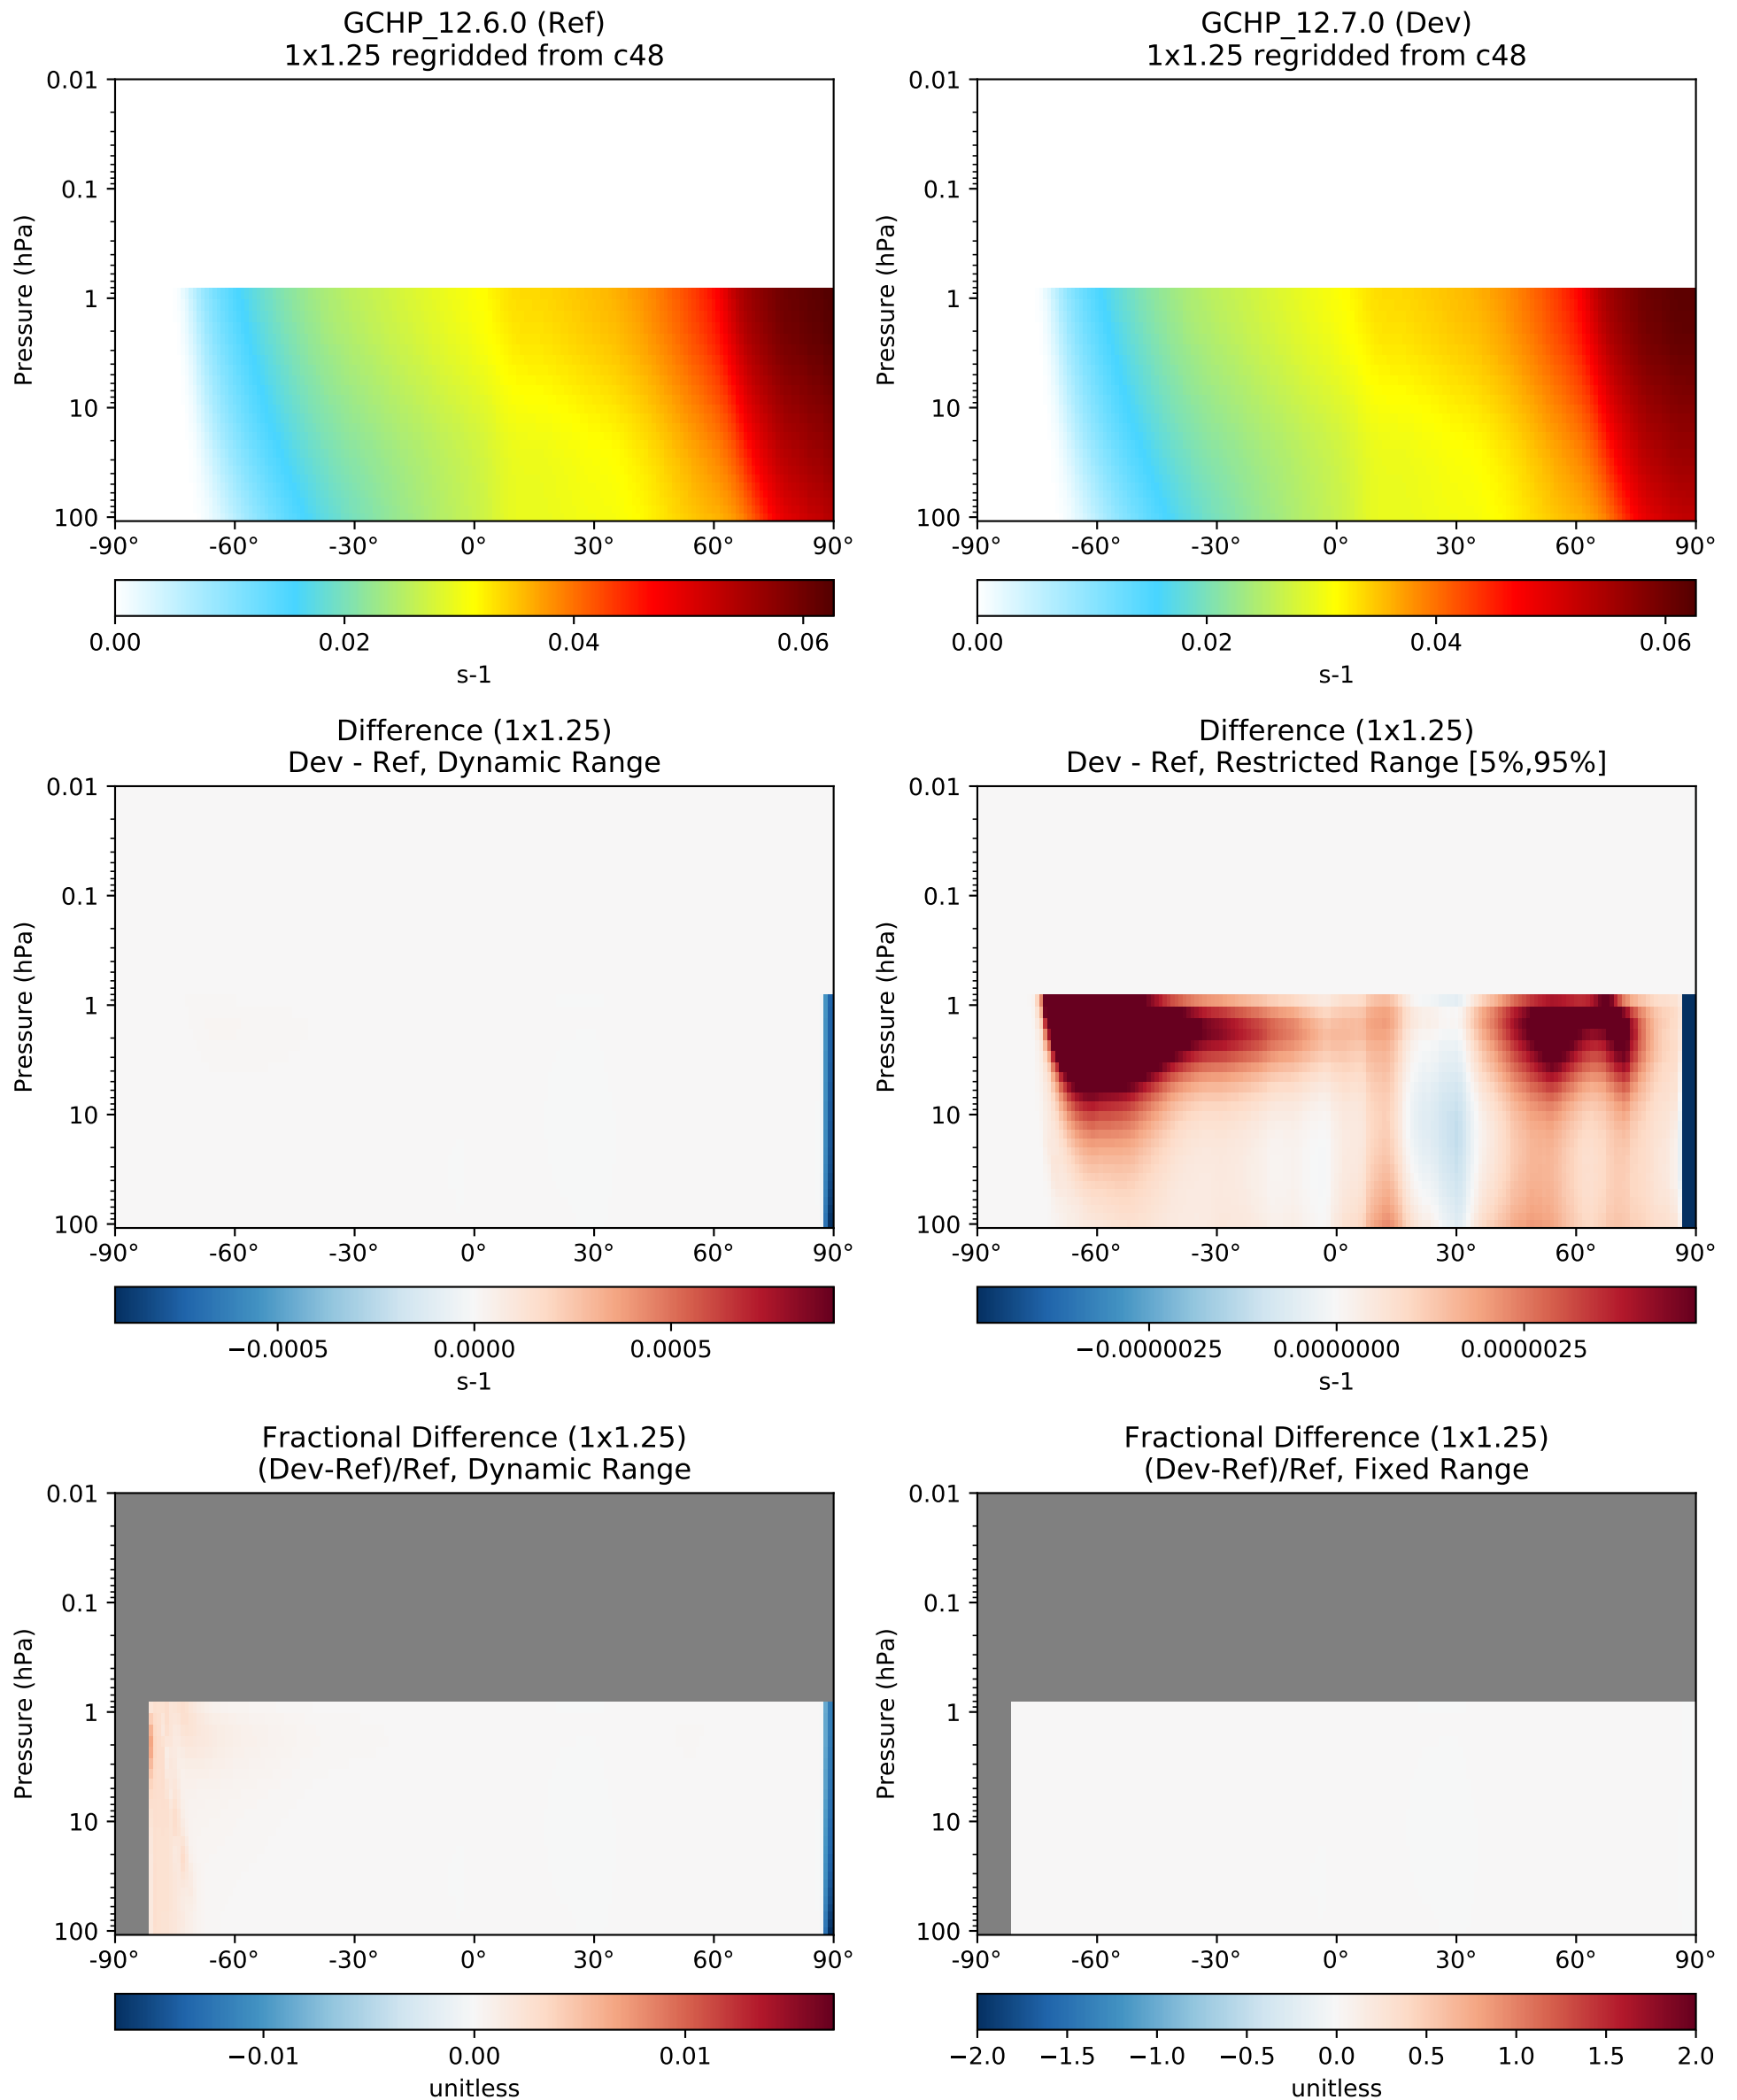 GCHP_12.6.0 (Ref)
1x1.25 regridded from c48
0.01
0.1
1
10
100
Pressure (hPa)
-90° -60° -30° 0° 30° 60° 90°
0.00 0.02 0.04 0.06
s-1
GCHP_12.7.0 (Dev)
1x1.25 regridded from c48
0.01
0.1
1
10
100
Pressure (hPa)
-90° -60° -30° 0° 30° 60° 90°
0.00 0.02 0.04 0.06
s-1
Difference (1x1.25)
Dev - Ref, Dynamic Range
0.01
0.1
1
10
100
Pressure (hPa)
-90° -60° -30° 0° 30° 60° 90°
−0.0005 0.0000 0.0005
s-1
Difference (1x1.25)
Dev - Ref, Restricted Range [5%,95%]
0.01
0.1
1
10
100
Pressure (hPa)
-90° -60° -30° 0° 30° 60° 90°
−0.0000025 0.0000000 0.0000025
s-1
Fractional Difference (1x1.25)
(Dev-Ref)/Ref, Dynamic Range
0.01
0.1
1
10
100
Pressure (hPa)
-90° -60° -30° 0° 30° 60° 90°
−0.01 0.00 0.01
unitless
Fractional Difference (1x1.25)
(Dev-Ref)/Ref, Fixed Range
0.01
0.1
1
10
100
Pressure (hPa)
-90° -60° -30° 0° 30° 60° 90°
−2.0 −1.5 −1.0 −0.5 0.0 0.5 1.0 1.5 2.0
unitless